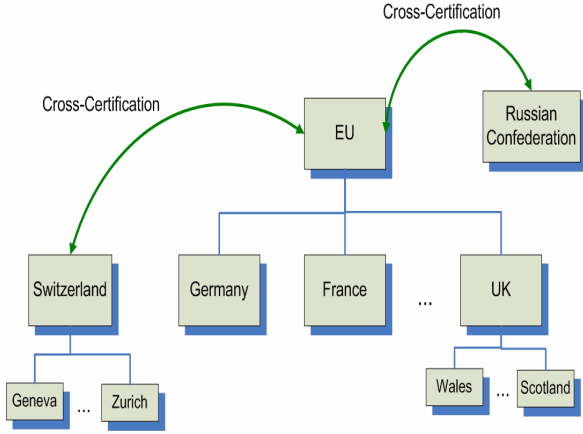 Cross-Certification
Cross-Certification
EU
Russian
Confederation
Switzerland
Germany
France
...
UK
Geneva
...
Zurich
Wales
...
Scotland